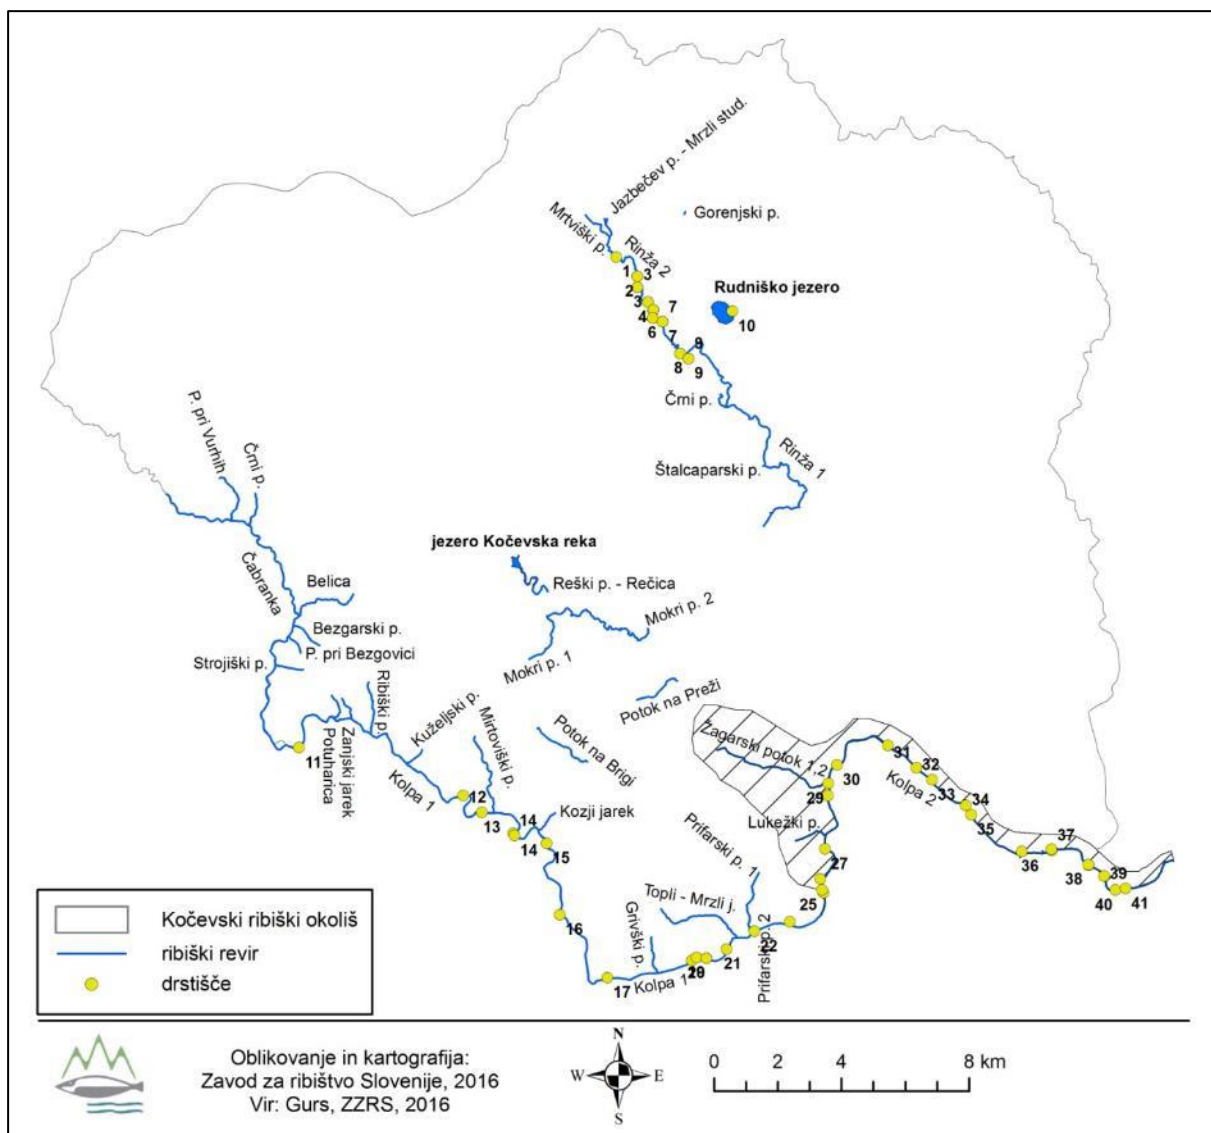 Jazbečev p. - Mrzli stud.
Gorenjski p.
Mrtviški p.
Rinža 2
1
3
2
Rudniško jezero
3
7
4
10
6
7
9
8
9
Črni p.
Rinža 1
Štalcaparski p.
P. pri Vurhih
Črni p.
jezero Kočevska reka
Čabranka
Belica
Reški p. - Rečica
Mokri p. 2
Bezgarski p.
P. pri Bezgovici
Strojiški p.
Mokri p. 1
Ribiški p.
Kuželjski p.
Potok na Preži
Mirtoviški p.
Zanjski jarek
Potuharica
Potok na Brigi
Žagarski potok 1,2
11
Kolpa 1
30
31
32
Kolpa 2
33
12
29
34
13
14
Kozji jarek
Lukežki p.
35
14
15
Prifarski p. 1
27
36
37
38
39
Topli - Mrzli j.
25
40
41
16
Grivški p.
22
Prifarski p. 2
21
17
Kolpa 1
Kočevski ribiški okoliš
ribiški revir
drstišče
Oblikovanje in kartografija:
Zavod za ribištvo Slovenije, 2016
Vir: Gurs, ZZRS, 2016
N
W
E
S
0 2 4 8 km